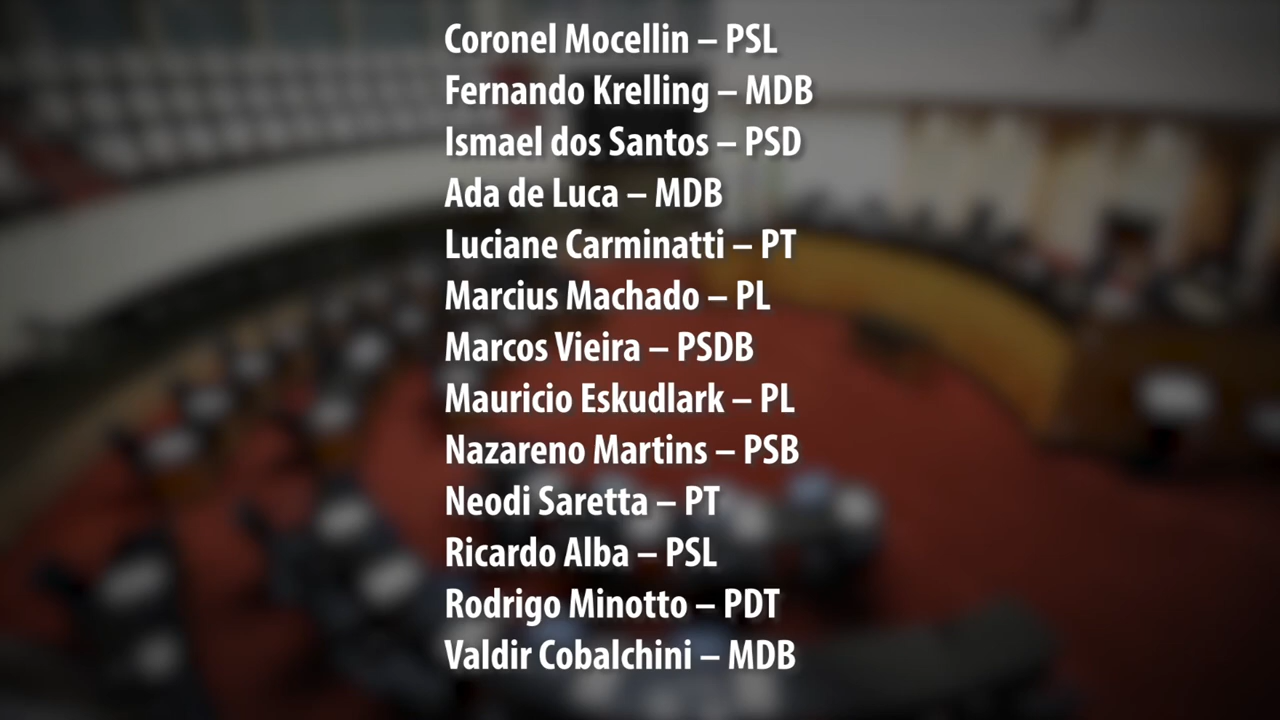 Coronel Mocellin – PSL
Fernando Krelling – MDB
Ismael dos Santos – PSD
Ada de Luca – MDB
Luciane Carminatti – PT
Marcius Machado – PL
Marcos Vieira – PSDB
Mauricio Eskudlark – PL
Nazareno Martins – PSB
Neodi Saretta – PT
Ricardo Alba – PSL
Rodrigo Minotto – PDT
Valdir Cobalchini – MDB